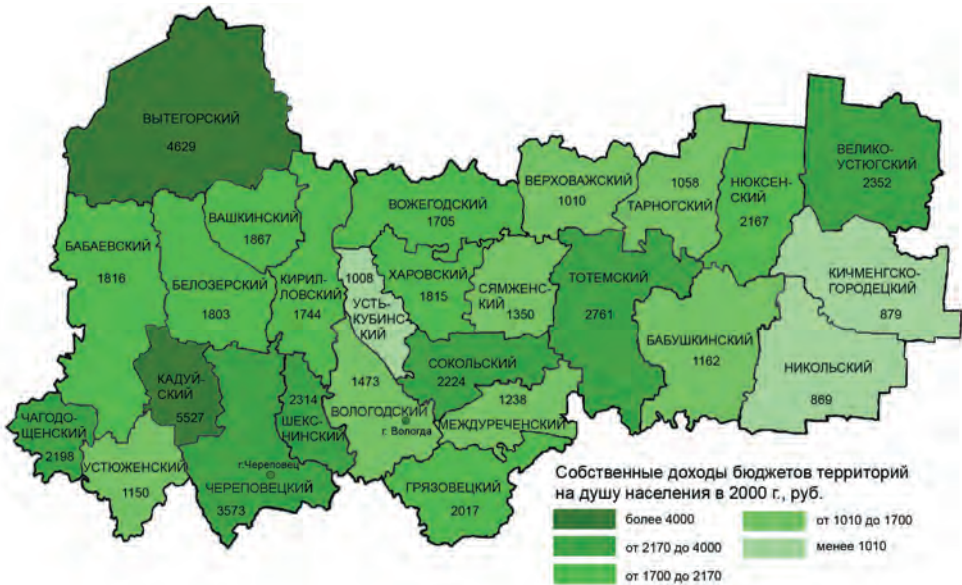 ВЫТЕГОРСКИЙ
4629
ВЕЛИКО-
УСТЮГСКИЙ
2352
ВЕРХОВАЖСКИЙ
1010
1058
ТАРНОГСКИЙ
НЮКСЕН-
СКИЙ
2167
ВАШКИНСКИЙ
1867
ВОЖЕГОДСКИЙ
1705
БАБАЕВСКИЙ
1816
БЕЛОЗЕРСКИЙ
1803
КИРИЛ-
ЛОВСКИЙ
1744
1008
УСТЬ-
КУБИНС-
КИЙ
ХАРОВСКИЙ
1815
СЯМЖЕН-
СКИЙ
1350
ТОТЕМСКИЙ
2761
КИЧМЕНГСКО-
ГОРОДЕЦКИЙ
879
БАБУШКИНСКИЙ
1162
НИКОЛЬСКИЙ
869
КАДУЙ-
СКИЙ
5527
СОКОЛЬСКИЙ
2224
1473
ВОЛОГОДСКИЙ
г. Вологда
1238
МЕЖДУРЕЧЕНСКИЙ
2314
ШЕКС-
НИНСКИЙ
ЧАГОДО-
ЩЕНСКИЙ
2198
УСТЮЖЕНСКИЙ
1150
г.Череповец
ЧЕРЕПОВЕЦКИЙ
3573
ГРЯЗОВЕЦКИЙ
2017
Собственные доходы бюджетов территорий
на душу населения в 2000 г., руб.
более 4000
от 2170 до 4000
от 1700 до 2170
от 1010 до 1700
менее 1010